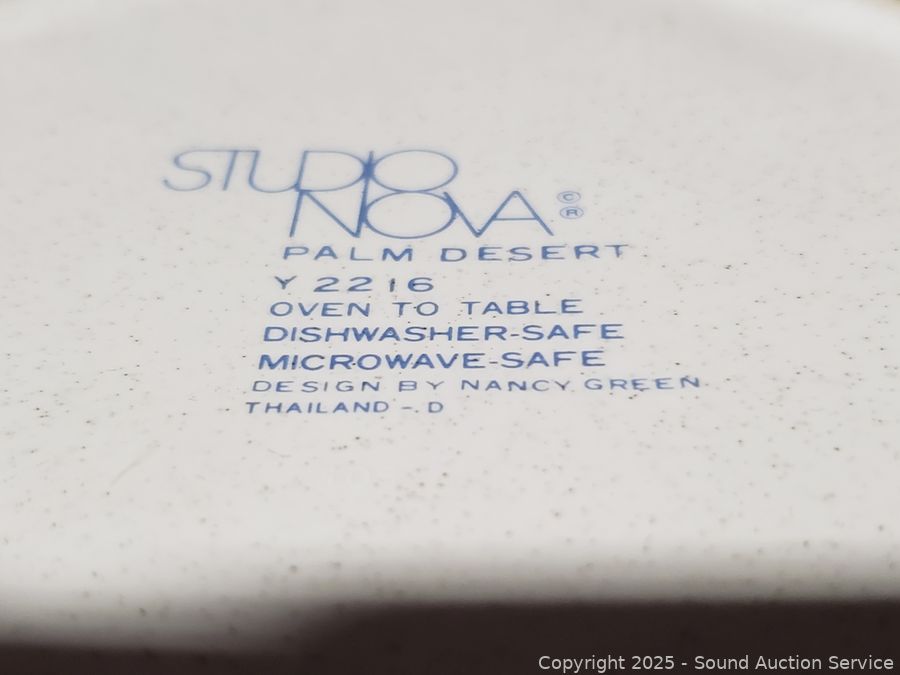 STUDIO
NOVA ©
®
PALM DESERT
Y 2216
OVEN TO TABLE
DISHWASHER-SAFE
MICROWAVE-SAFE
DESIGN BY NANCY GREEN
THAILAND -. D
Copyright 2025 - Sound Auction Service